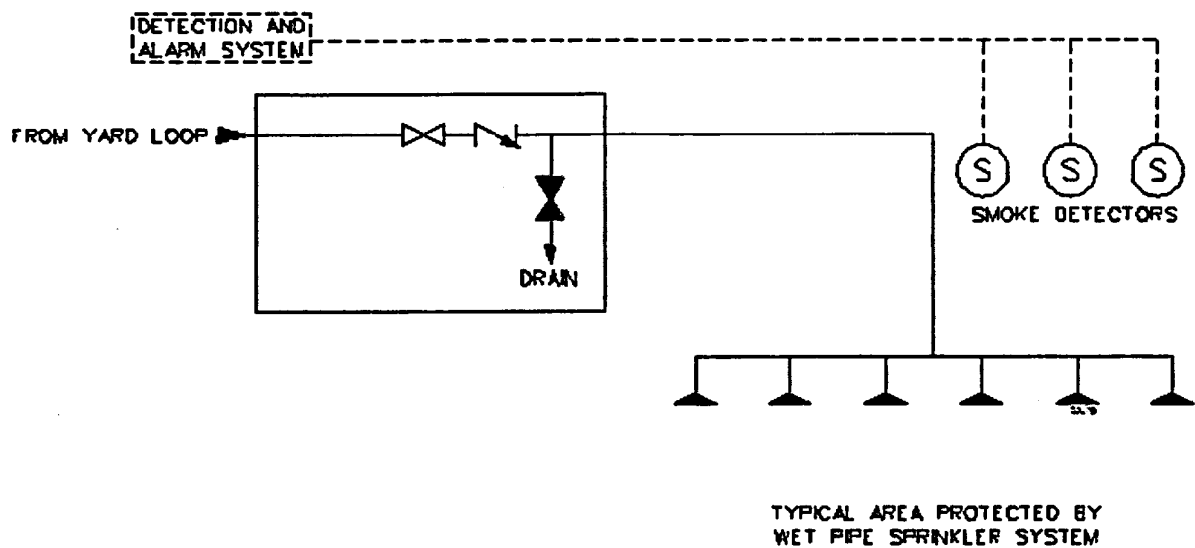 DETECTION AND
ALARM SYSTEM
FROM YARD LOOP
S S S
SMOKE DETECTORS
DRAIN
TYPICAL AREA PROTECTED BY
WET PIPE SPRINKLER SYSTEM